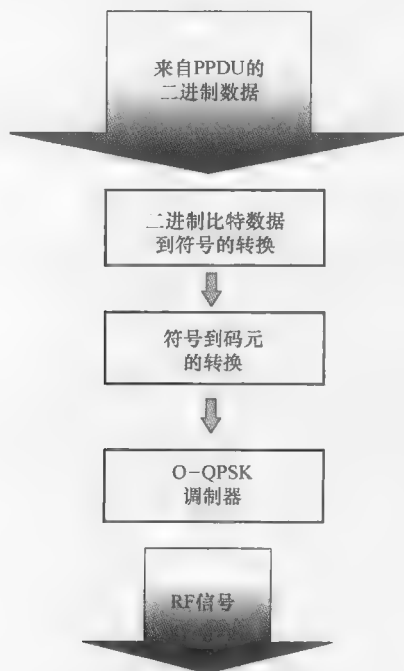 来自PPDU的
二进制数据
二进制比特数据
到符号的转换
符号到码元
的转换
O-QPSK
调制器
RF信号